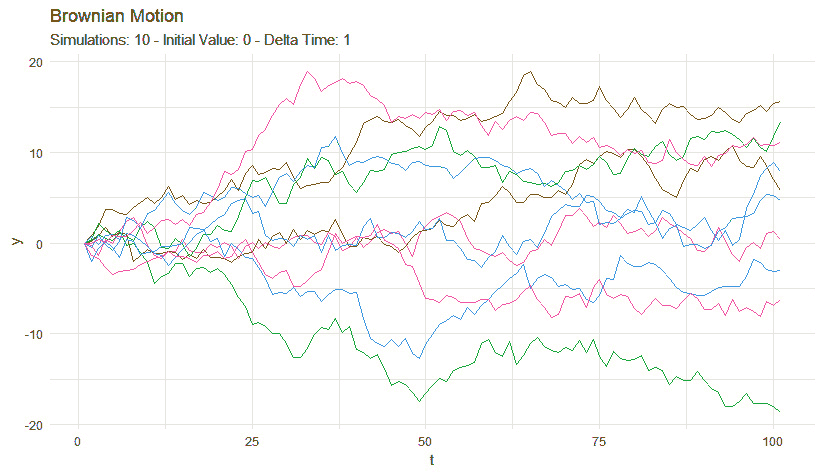 Brownian Motion
Simulations: 10 - Initial Value: 0 - Delta Time: 1
20
10
0
-10
-20
y
0 25 50 75 100
t